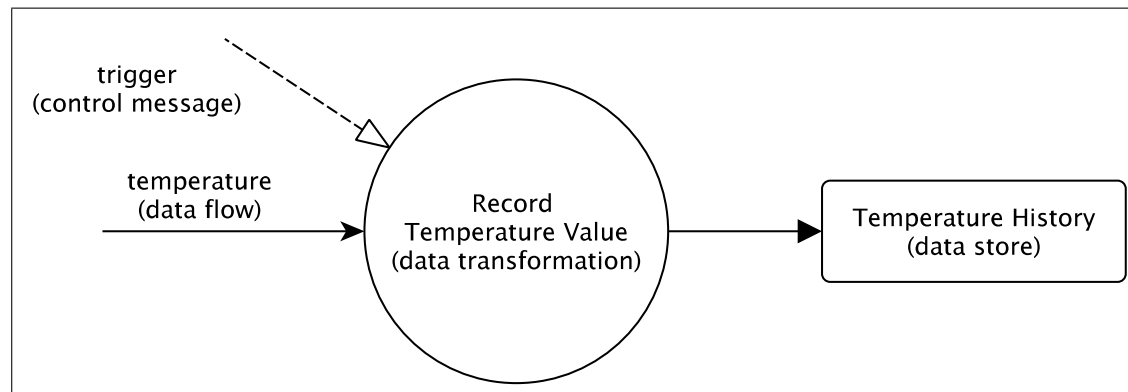 trigger
(control message)
temperature
(data flow)
Record
Temperature Value
(data transformation)
Temperature History
(data store)